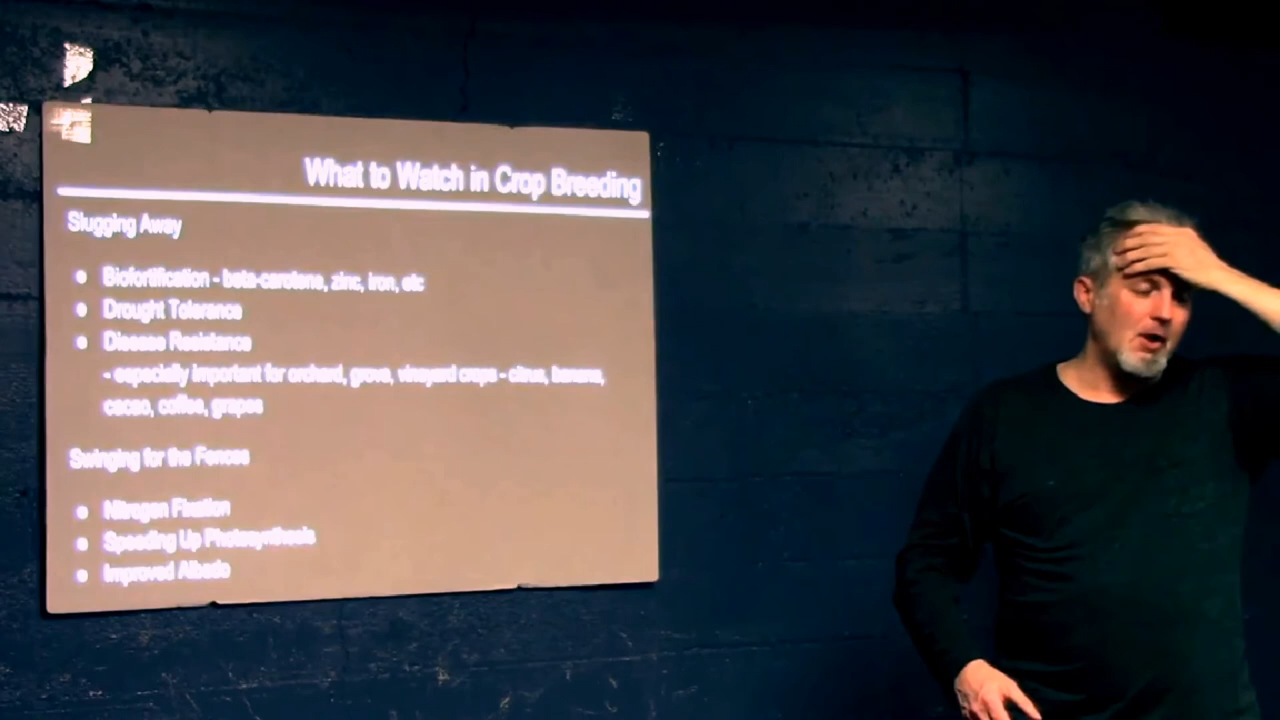 What to Watch in Crop Breeding
Slugging Away
• Biofortification - beta-carotene, zinc, iron, etc
• Drought Tolerance
• Disease Resistance
- especially important for orchard, grove, vineyard crops - citrus, banana,
cacao, coffee, grapes
Swinging for the Fences
• Nitrogen Fixation
• Speeding Up Photosynthesis
• Improved Albedo